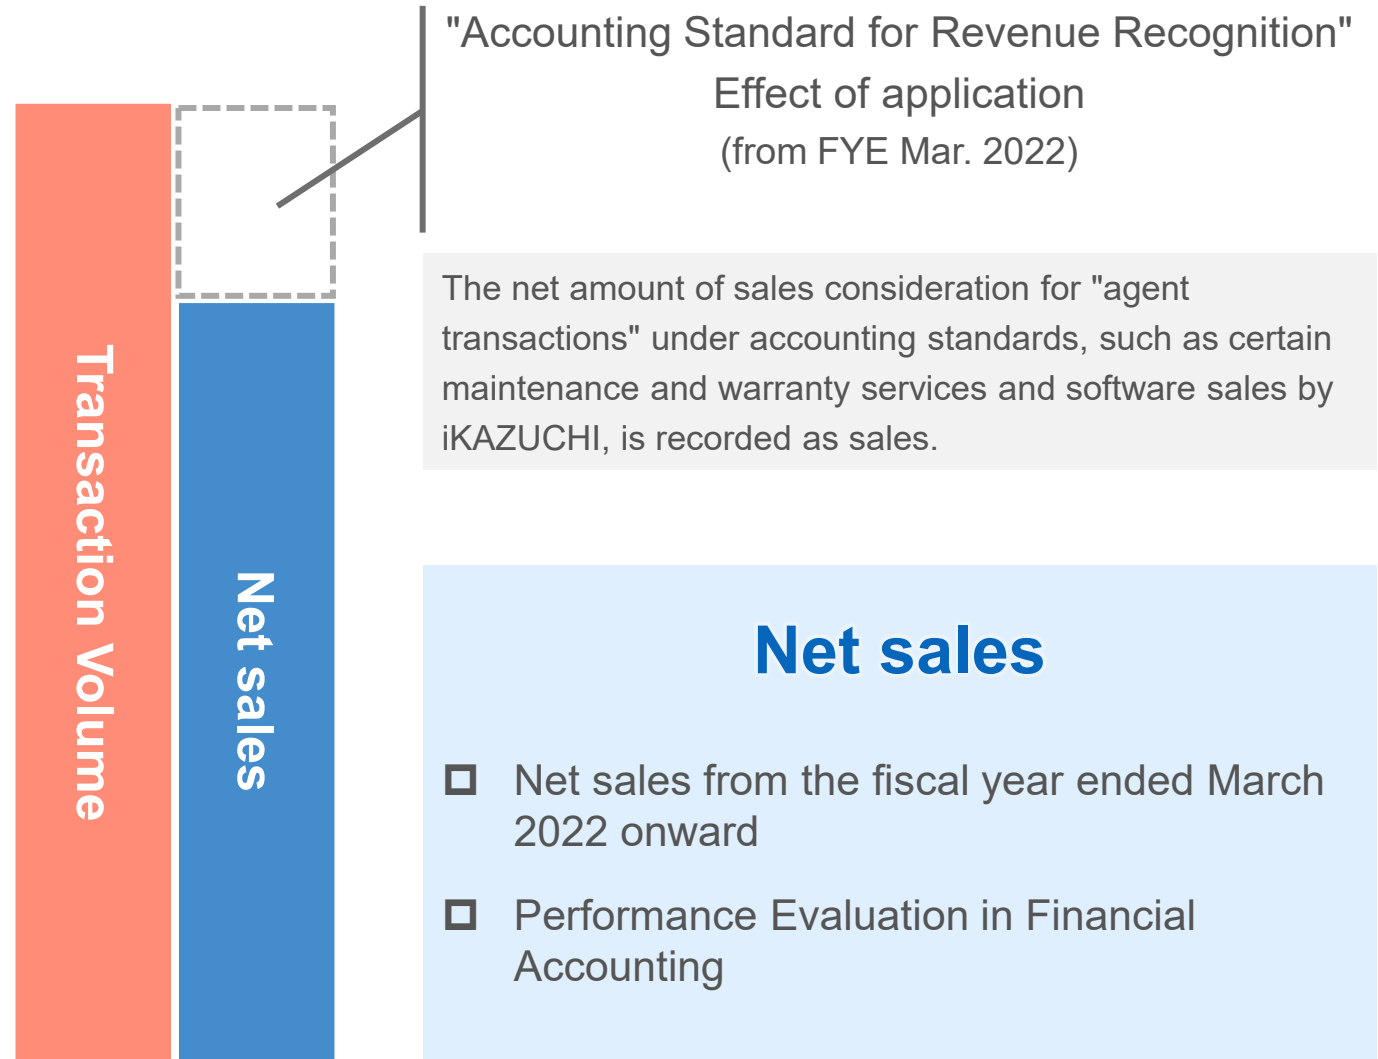 "Accounting Standard for Revenue Recognition"
Effect of application
(from FYE Mar. 2022)
The net amount of sales consideration for "agent
transactions" under accounting standards, such as certain
maintenance and warranty services and software sales by
iKAZUCHI, is recorded as sales.
Transaction Volume
Net sales
Net sales
Net sales from the fiscal year ended March
2022 onward
Performance Evaluation in Financial
Accounting